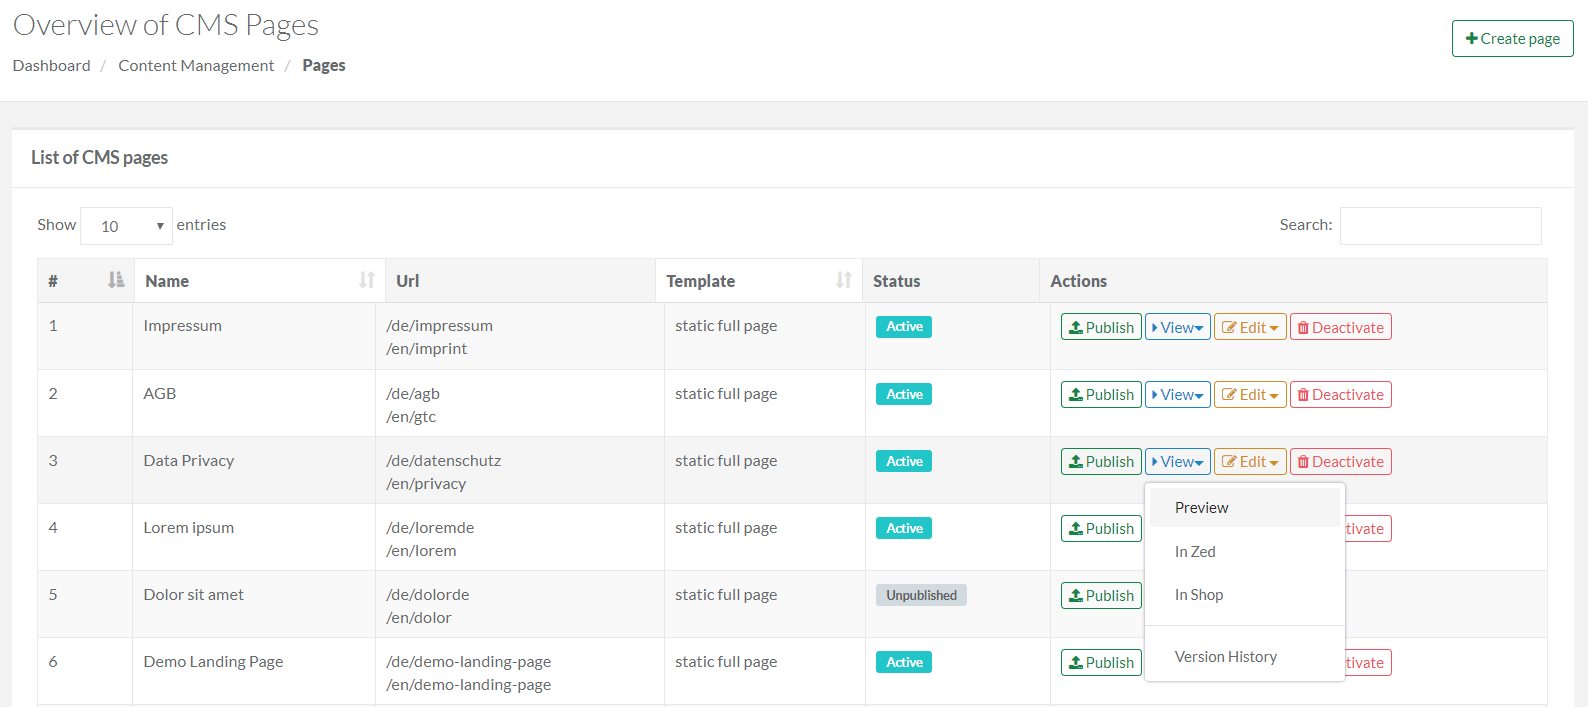 Overview of CMS Pages
Create page
Dashboard / Content Management / Pages
List of CMS pages
Show 10 entries Search:
# Name Url Template Status Actions
1 Impressum /de/impressum static full page Active Publish View Edit Deactivate
/en/imprint
2 AGB /de/agb static full page Active Publish View Edit Deactivate
/en/gtc
3 Data Privacy /de/datenschutz static full page Active Publish View Edit Deactivate
/en/privacy
Preview
4 Lorem ipsum /de/loremde static full page Active Publish tivate
/en/lorem In Zed
5 Dolor sit amet /de/dolorde static full page Unpublished Publish In Shop
/en/dolor
6 Demo Landing Page /de/demo-landing-page static full page Active Publish Version History tivate
/en/demo-landing-page